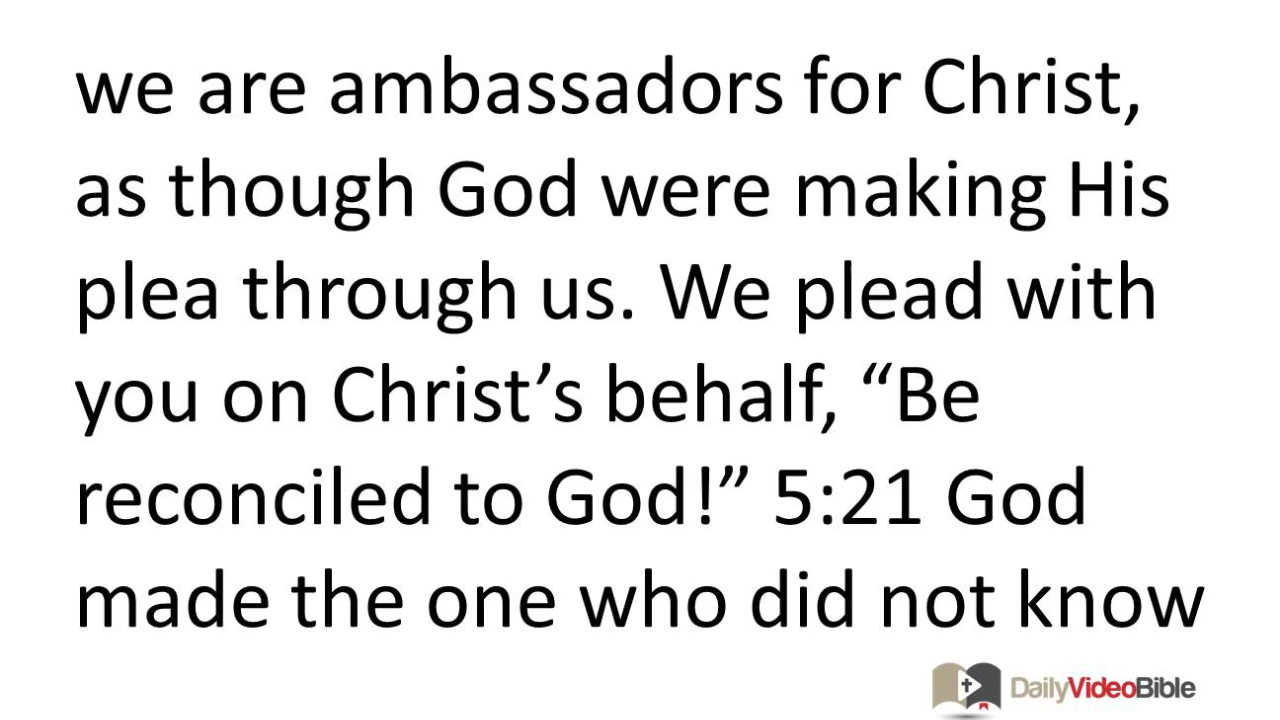 we are ambassadors for Christ,
as though God were making His
plea through us. We plead with
you on Christ’s behalf, “Be
reconciled to God!” 5:21 God
made the one who did not know
DailyVideoBible